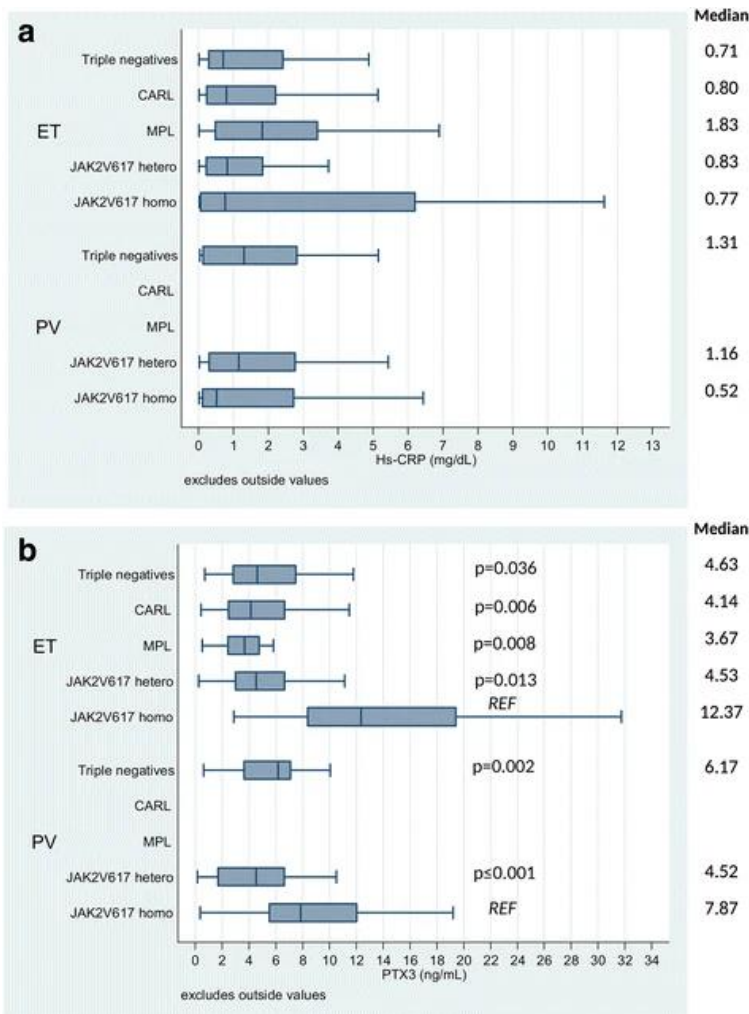 a
Median
Triple negatives 0.71
CARL 0.80
ET MPL 1.83
JAK2V617 hetero 0.83
JAK2V617 homo 0.77
Triple negatives 1.31
CARL
PV MPL
JAK2V617 hetero 1.16
JAK2V617 homo 0.52
0 1 2 3 4 5 6 7 8 9 10 11 12 13
Hs-CRP (mg/dL)
excludes outside values
b
Median
Triple negatives p=0.036 4.63
CARL p=0.006 4.14
ET MPL p=0.008 3.67
JAK2V617 hetero p=0.013 4.53
JAK2V617 homo REF 12.37
Triple negatives p=0.002 6.17
CARL
PV MPL
JAK2V617 hetero p≤0.001 4.52
JAK2V617 homo REF 7.87
0 2 4 6 8 10 12 14 16 18 20 22 24 26 28 30 32 34
PTX3 (ng/mL)
excludes outside values